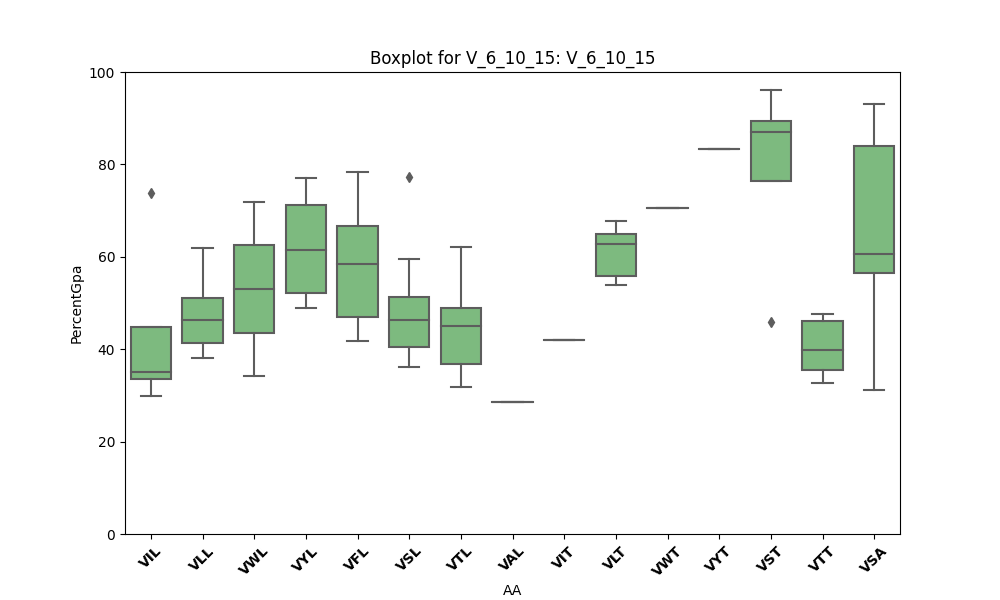 Boxplot for V_6_10_15: V_6_10_15
100
80
60
40
20
0
PercentGpa
VIL VLL VWL VYL VFL VSL VTL VAL VIT VLT VWT VYT VST VTT VSA
AA